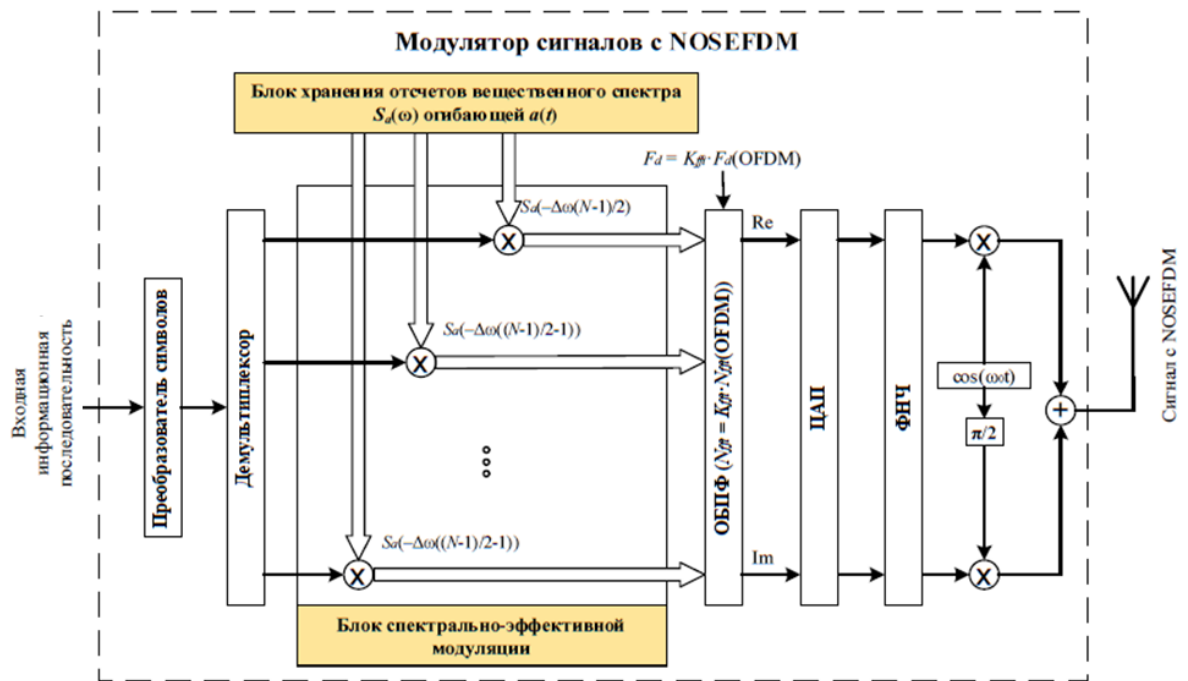 Модулятор сигналов с NOSEFDM
Блок хранения отсчетов вещественного спектра
Sa(ω) огибающей a(t)
Fd = Kfft· Fd(OFDM)
Sa(−Δω(N-1)/2)
Re
Sa(−Δω((N-1)/2-1))
Sa(−Δω((N-1)/2-1))
Im
Входная
информационная
последовательность
Преобразователь символов
Демультиплексор
X
X
X
ОБПФ (Nfft = Kfft· Nfft(OFDM))
ЦАП
ФНЧ
X
cos(ω0t)
π/2
X
+
Сигнал с NOSEFDM
Блок спектрально-эффективной
модуляции